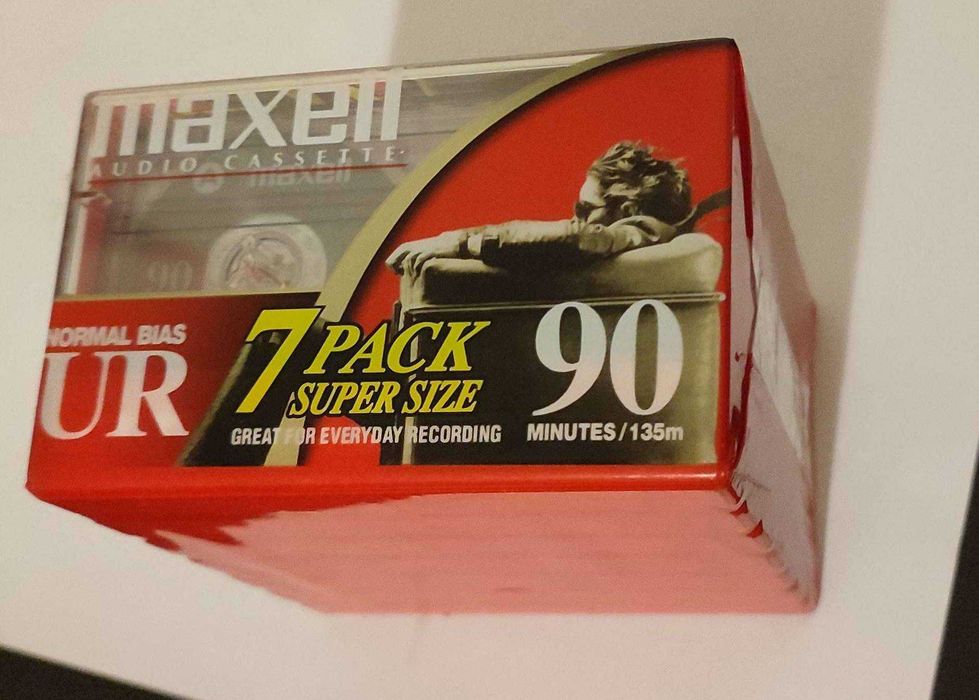 maxell
AUDIO CASSETTE
maxell
90
NORMAL BIAS
UR
7 PACK
SUPER SIZE
GREAT FOR EVERYDAY RECORDING
90
MINUTES/135m